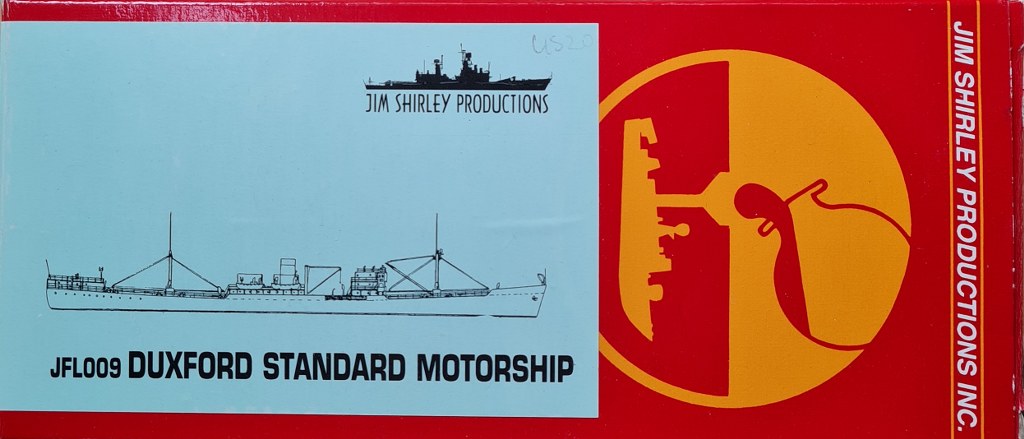 JIM SHIRLEY PRODUCTIONS
JFL009 DUXFORD STANDARD MOTORSHIP
JIM SHIRLEY PRODUCTIONS INC.